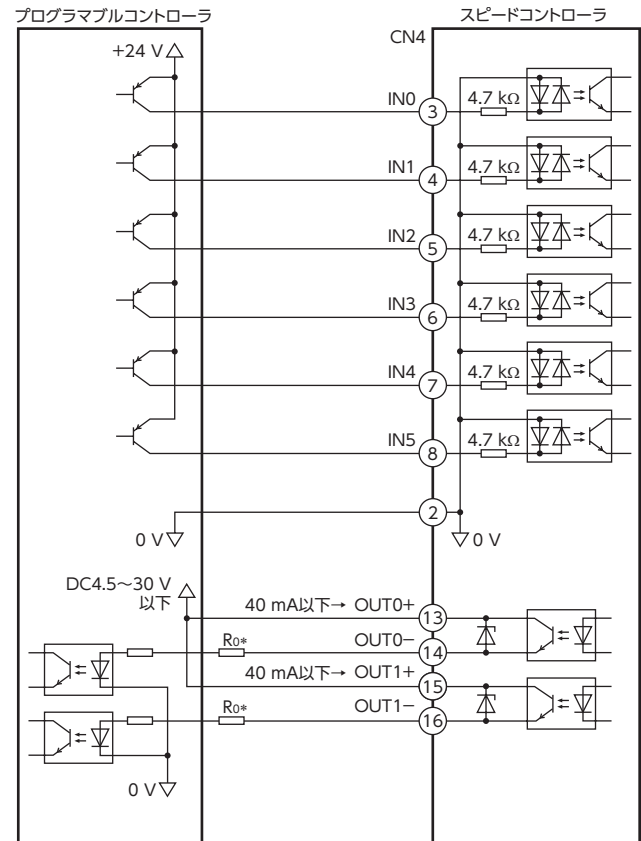 プログラマブルコントローラ
スピードコントローラ
CN4
+24 V
IN0
3
4.7 kΩ
IN1
4
4.7 kΩ
IN2
5
4.7 kΩ
IN3
6
4.7 kΩ
IN4
7
4.7 kΩ
IN5
8
4.7 kΩ
2
0 V
0 V
DC4.5～30 V
以下
40 mA以下→ OUT0+
13
R0*
OUT0−
14
40 mA以下→ OUT1+
15
R0*
OUT1−
16
0 V